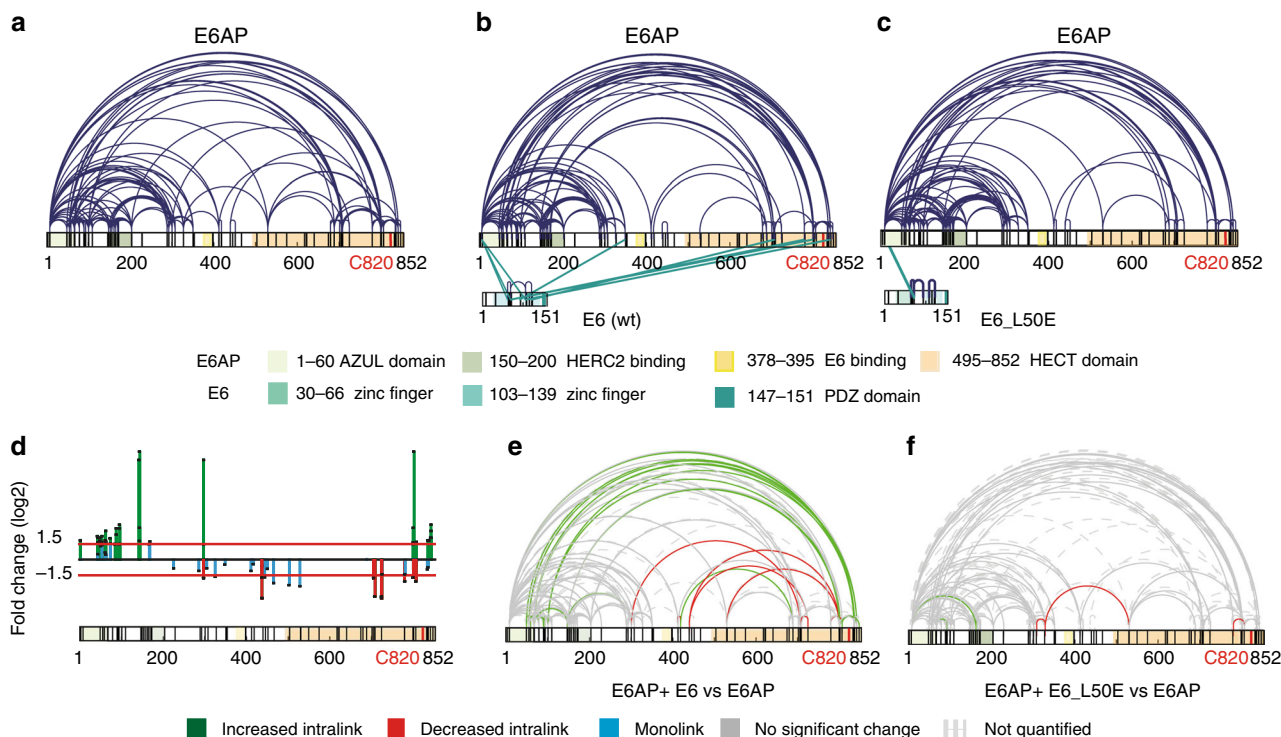 a
b
c
E6AP
E6AP
E6AP
1 200 400 600 C820 852
1 200 400 600 C820 852
1 200 400 600 C820 852
1 151 E6 (wt)
1 151 E6_L50E
E6AP 1–60 AZUL domain 150–200 HERC2 binding 378–395 E6 binding 495–852 HECT domain
E6 30–66 zinc finger 103–139 zinc finger 147–151 PDZ domain
d
e
f
Fold change (log2)
1.5
–1.5
200 400 600 C820 852
1 200 400 600 C820 852
1 200 400 600 C820 852
E6AP+ E6 vs E6AP
E6AP+ E6_L50E vs E6AP
Increased intralink Decreased intralink Monolink No significant change Not quantified